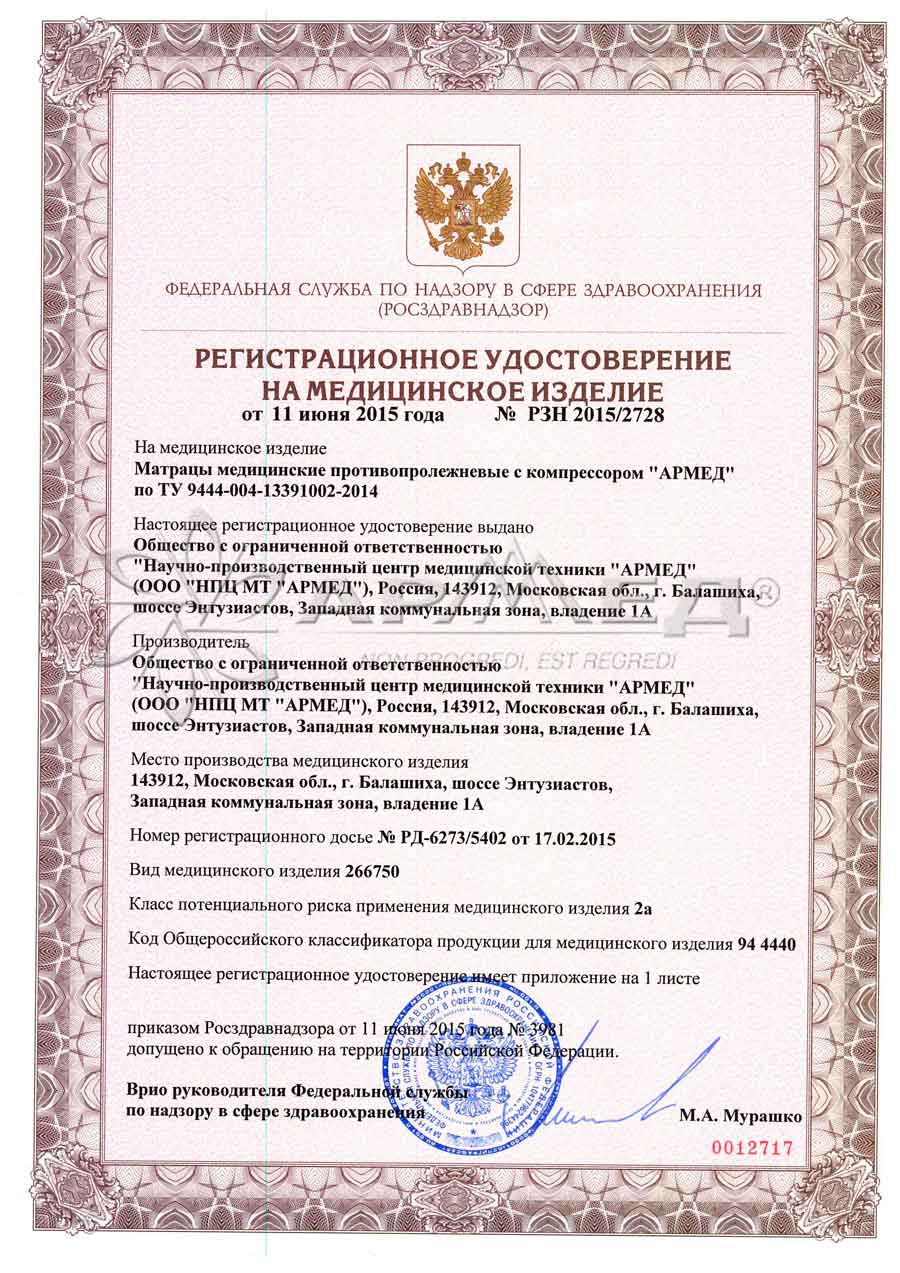 ФЕДЕРАЛЬНАЯ СЛУЖБА ПО НАДЗОРУ В СФЕРЕ ЗДРАВООХРАНЕНИЯ
(РОСЗДРАВНАДЗОР)
РЕГИСТРАЦИОННОЕ УДОСТОВЕРЕНИЕ
НА МЕДИЦИНСКОЕ ИЗДЕЛИЕ
от 11 июня 2015 года № РЗН 2015/2728
На медицинское изделие
Матрацы медицинские противопролежневые с компрессором "АРМЕД"
по ТУ 9444-004-13391002-2014
Настоящее регистрационное удостоверение выдано
Общество с ограниченной ответственностью
"Научно-производственный центр медицинской техники "АРМЕД"
(ООО "НПЦ МТ "АРМЕД"), Россия, 143912, Московская обл., г. Балашиха,
шоссе Энтузиастов, Западная коммунальная зона, владение 1А
АРМЕД®
Производитель
Общество с ограниченной ответственностью
NON PROGREDI, EST REGREDI
"Научно-производственный центр медицинской техники "АРМЕД"
(ООО "НПЦ МТ "АРМЕД"), Россия, 143912, Московская обл., г. Балашиха,
шоссе Энтузиастов, Западная коммунальная зона, владение 1А
Место производства медицинского изделия
143912, Московская обл., г. Балашиха, шоссе Энтузиастов,
Западная коммунальная зона, владение 1А
Номер регистрационного досье № РД-6273/5402 от 17.02.2015
Вид медицинского изделия 266750
Класс потенциального риска применения медицинского изделия 2а
Код Общероссийского классификатора продукции для медицинского изделия 94 4440
Настоящее регистрационное удостоверение имеет приложение на 1 листе
приказом Росздравнадзора от 11 июня 2015 года № 3981
допущено к обращению на территории Российской Федерации.
Врио руководителя Федеральной службы
по надзору в сфере здравоохранения
М.А. Мурашко
0012717